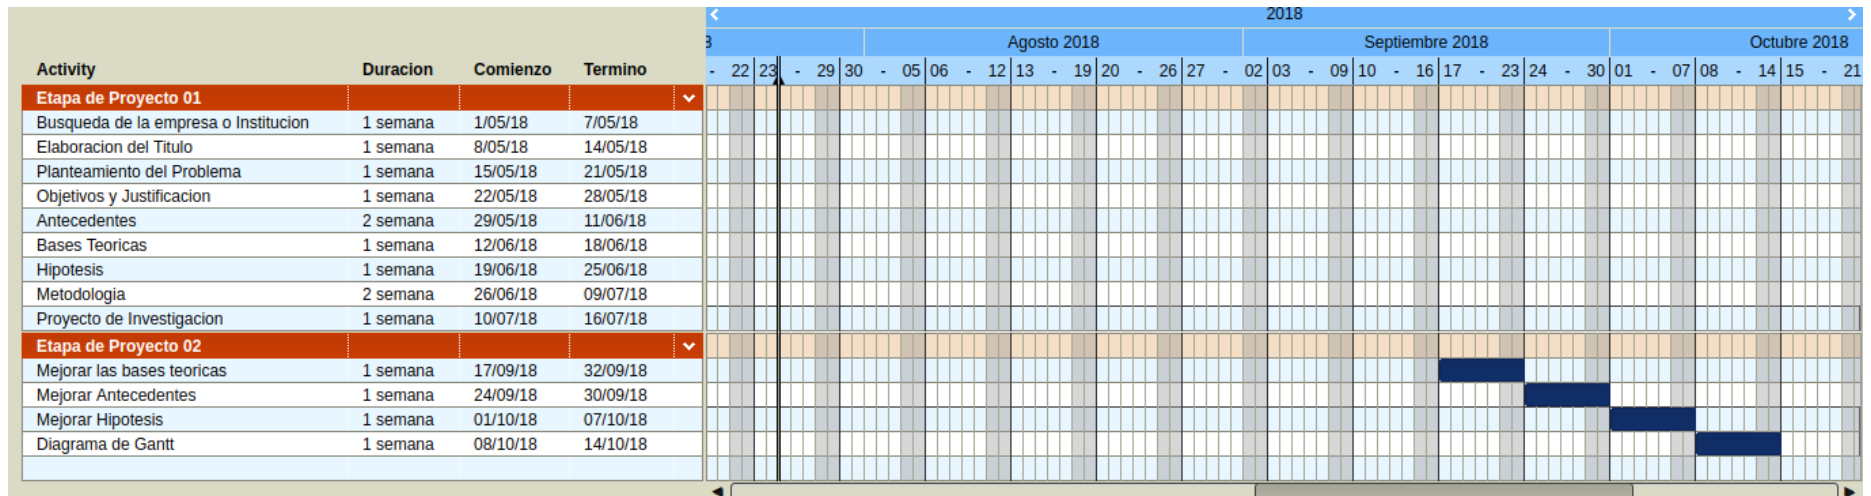 2018
8 Agosto 2018 Septiembre 2018 Octubre 2018
Activity Duracion Comienzo Termino - 22 23 - 29 30 - 05 06 - 12 13 - 19 20 - 26 27 - 02 03 - 09 10 - 16 17 - 23 24 - 30 01 - 07 08 - 14 15 - 21
Etapa de Proyecto 01
Busqueda de la empresa o Institucion 1 semana 1/05/18 7/05/18
Elaboracion del Titulo 1 semana 8/05/18 14/05/18
Planteamiento del Problema 1 semana 15/05/18 21/05/18
Objetivos y Justificacion 1 semana 22/05/18 28/05/18
Antecedentes 2 semana 29/05/18 11/06/18
Bases Teoricas 1 semana 12/06/18 18/06/18
Hipotesis 1 semana 19/06/18 25/06/18
Metodologia 2 semana 26/06/18 09/07/18
Proyecto de Investigacion 1 semana 10/07/18 16/07/18
Etapa de Proyecto 02
Mejorar las bases teoricas 1 semana 17/09/18 32/09/18
Mejorar Antecedentes 1 semana 24/09/18 30/09/18
Mejorar Hipotesis 1 semana 01/10/18 07/10/18
Diagrama de Gantt 1 semana 08/10/18 14/10/18